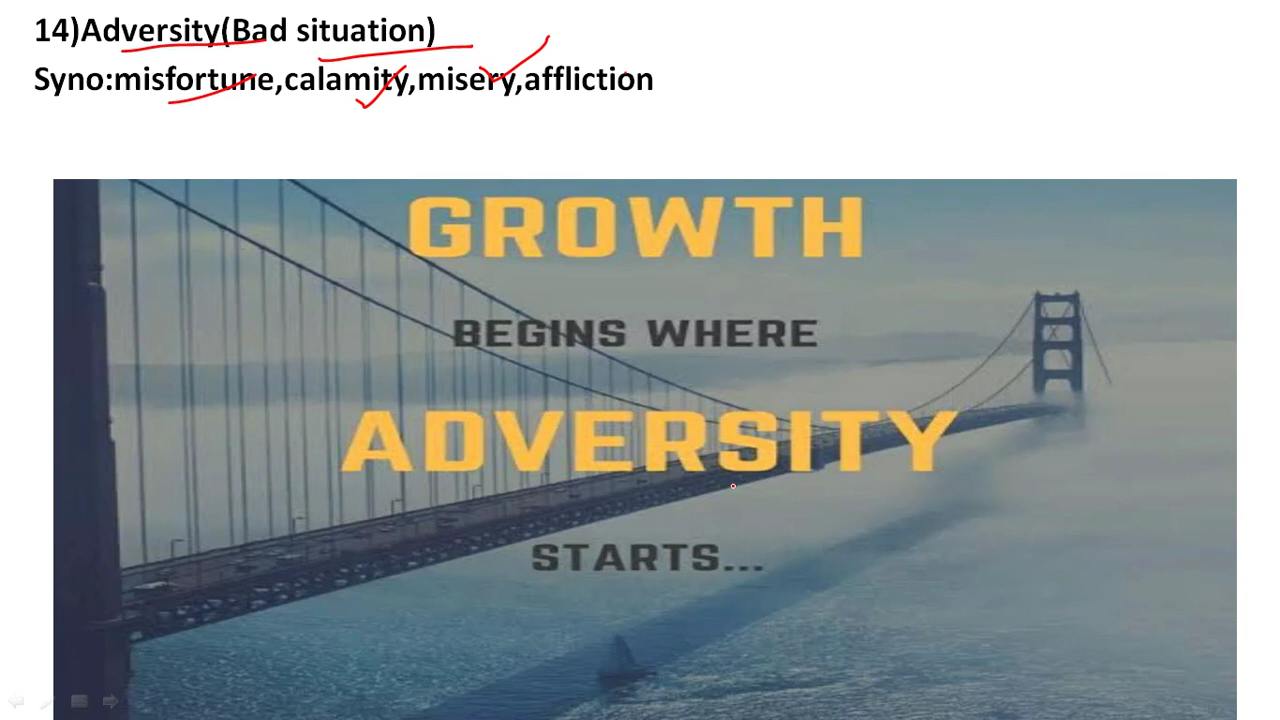 14)Adversity(Bad situation)
Syno:misfortune,calamity,misery,affliction
GROWTH
BEGINS WHERE
ADVERSITY
STARTS...